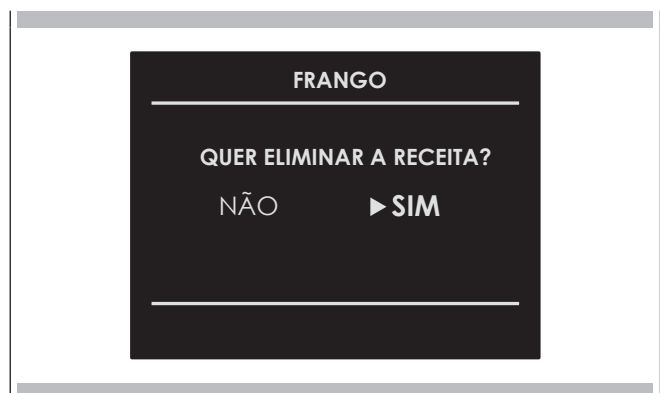 FRANGO
QUER ELIMINAR A RECEITA?
NÃO ▶SIM